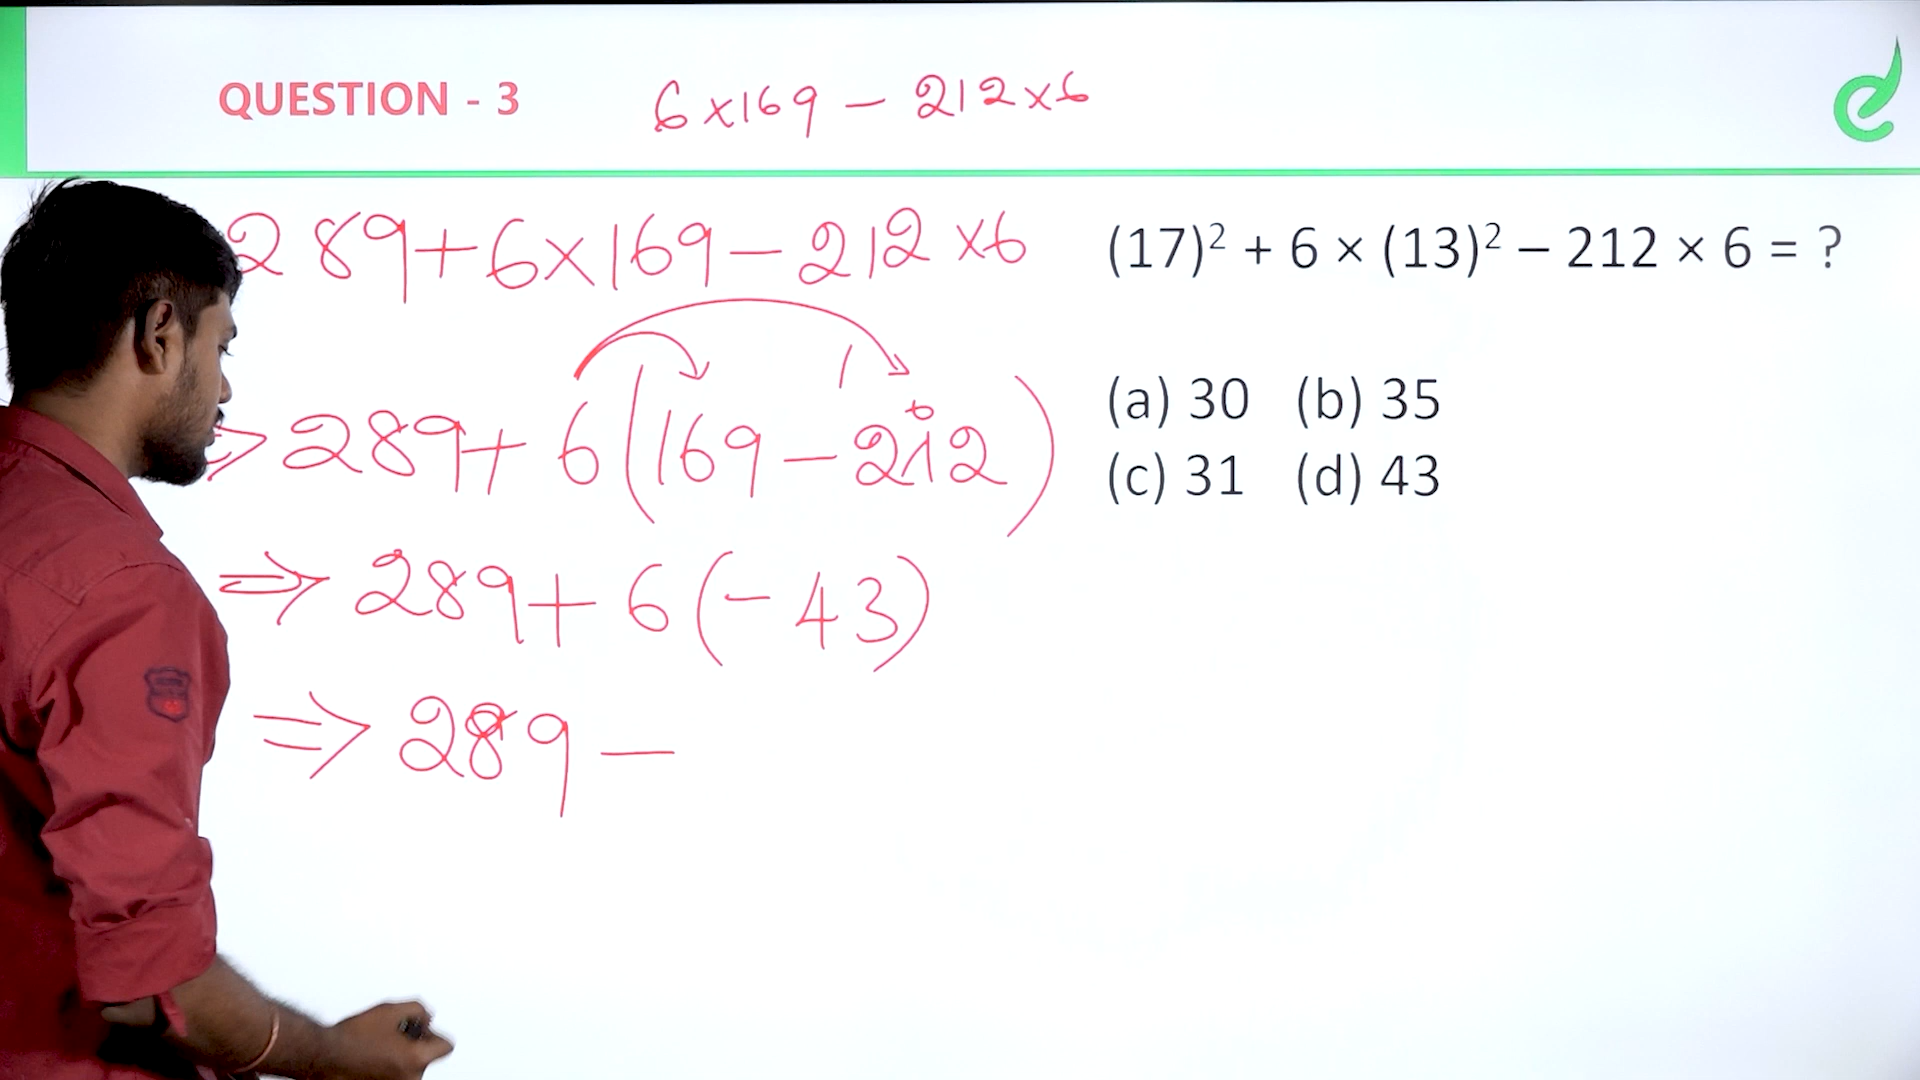 QUESTION - 3
6×169 – 212×6
289+6×169–212×6
(17)² + 6 × (13)² – 212 × 6 = ?
⇒ 289+ 6(169 – 212)
(a) 30 (b) 35
(c) 31 (d) 43
⇒ 289+ 6(-43)
⇒ 289 –